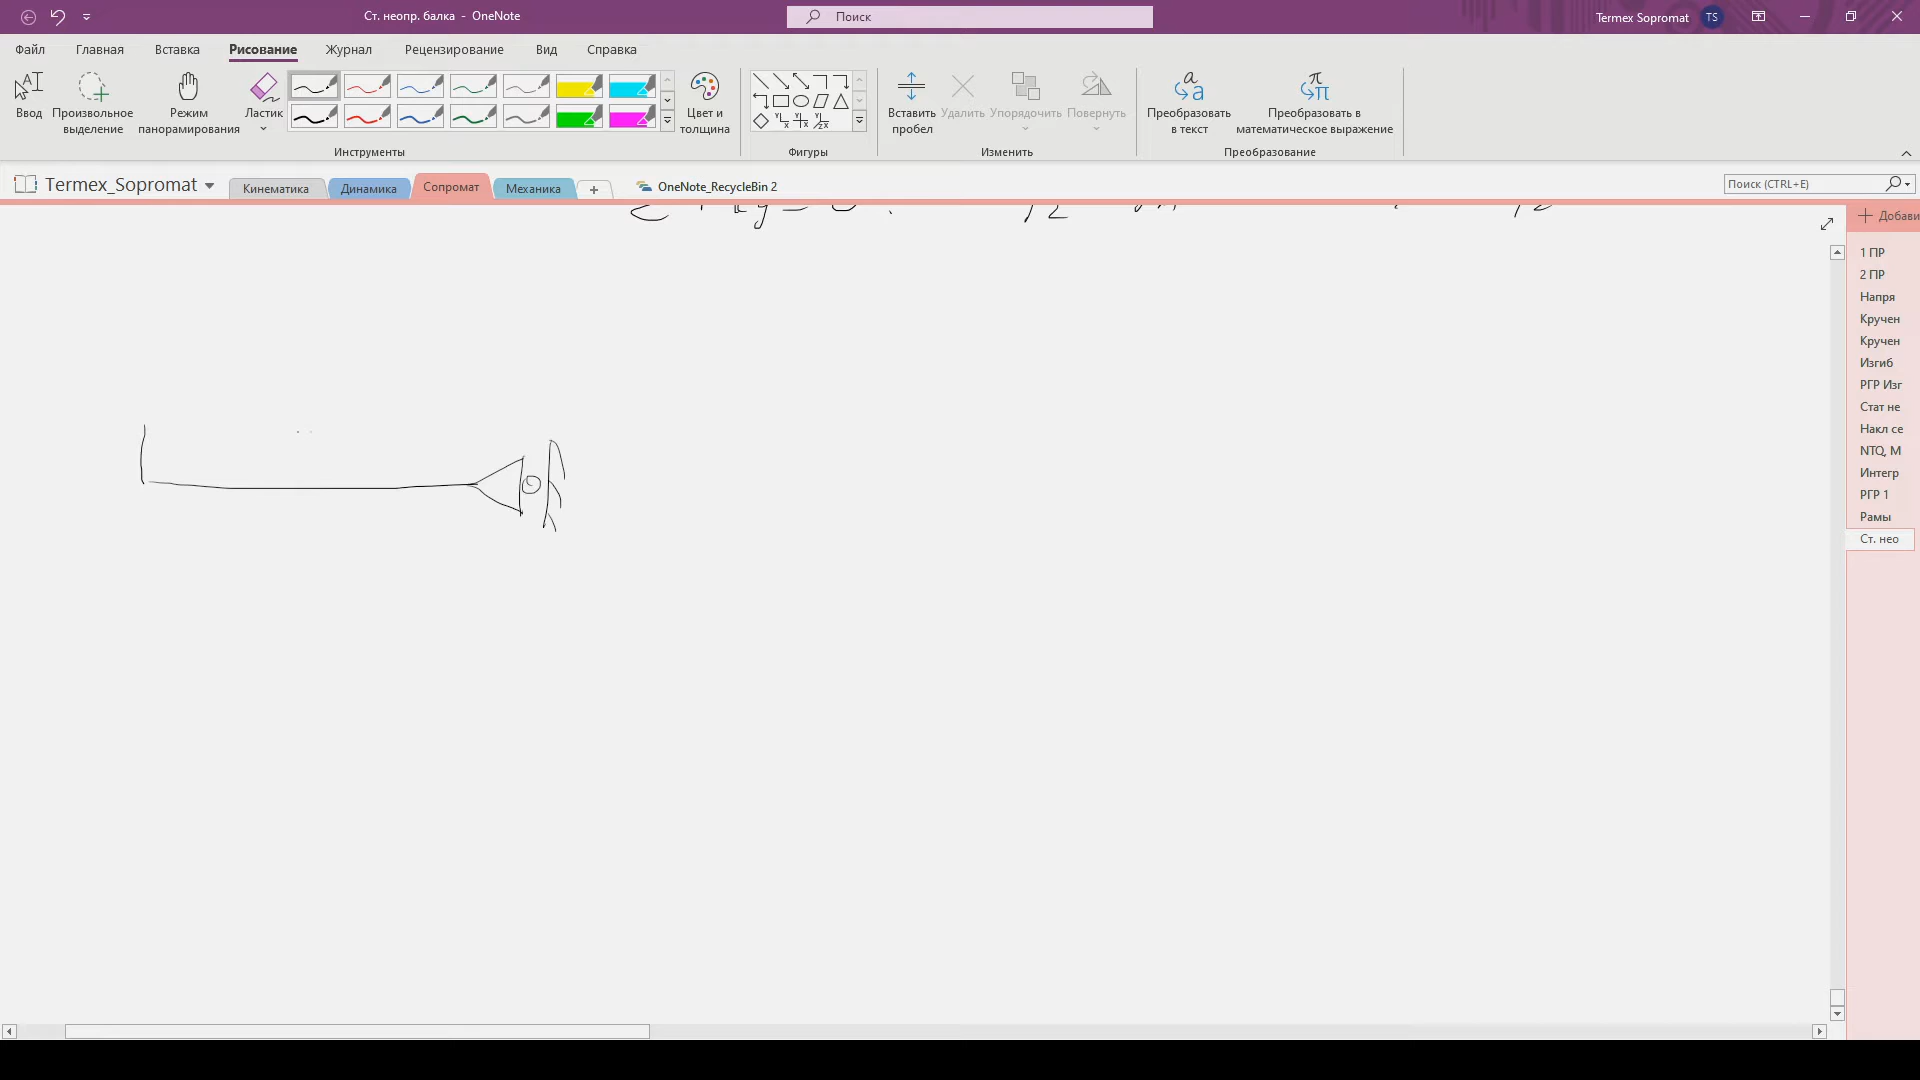 Ст. неопр. балка - OneNote
Поиск
Termex Sopromat
TS
Файл Главная Вставка Рисование Журнал Рецензирование Вид Справка
Ввод
Произвольное выделение
Режим панорамирования
Ластик
Цвет и толщина
Вставить пробел
Удалить
Упорядочить
Повернуть
Преобразовать в текст
Преобразовать в математическое выражение
Инструменты
Фигуры
Изменить
Преобразование
Termex_Sopromat
Кинематика
Динамика
Сопромат
Механика
OneNote_RecycleBin 2
Поиск (CTRL+E)
Добави
1 ПР
2 ПР
Напря
Кручен
Кручен
Изгиб
РГР Изг
Стат не
Накл се
NTQ, M
Интегр
РГР 1
Рамы
Ст. нео